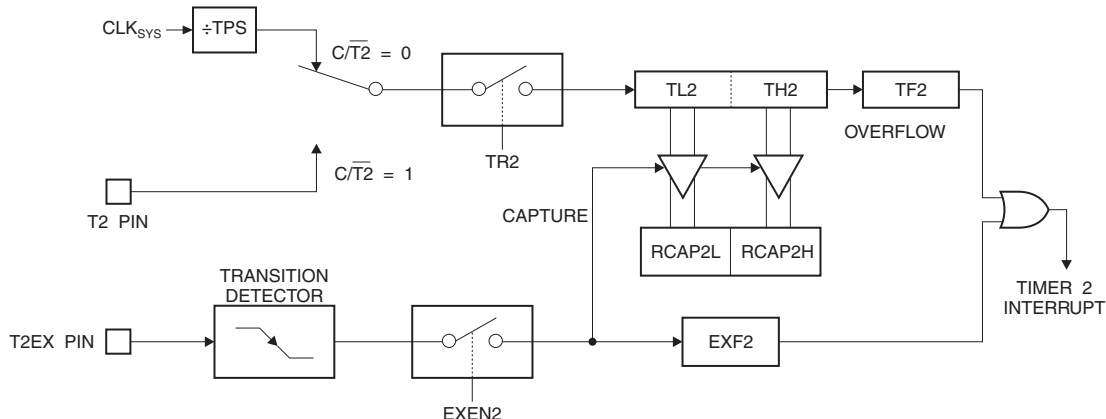 CLKSYS
÷TPS
C/T2 = 0
TL2
TH2
TF2
OVERFLOW
TR2
C/T2 = 1
T2 PIN
CAPTURE
RCAP2L
RCAP2H
TRANSITION
DETECTOR
TIMER 2
INTERRUPT
T2EX PIN
EXF2
EXEN2